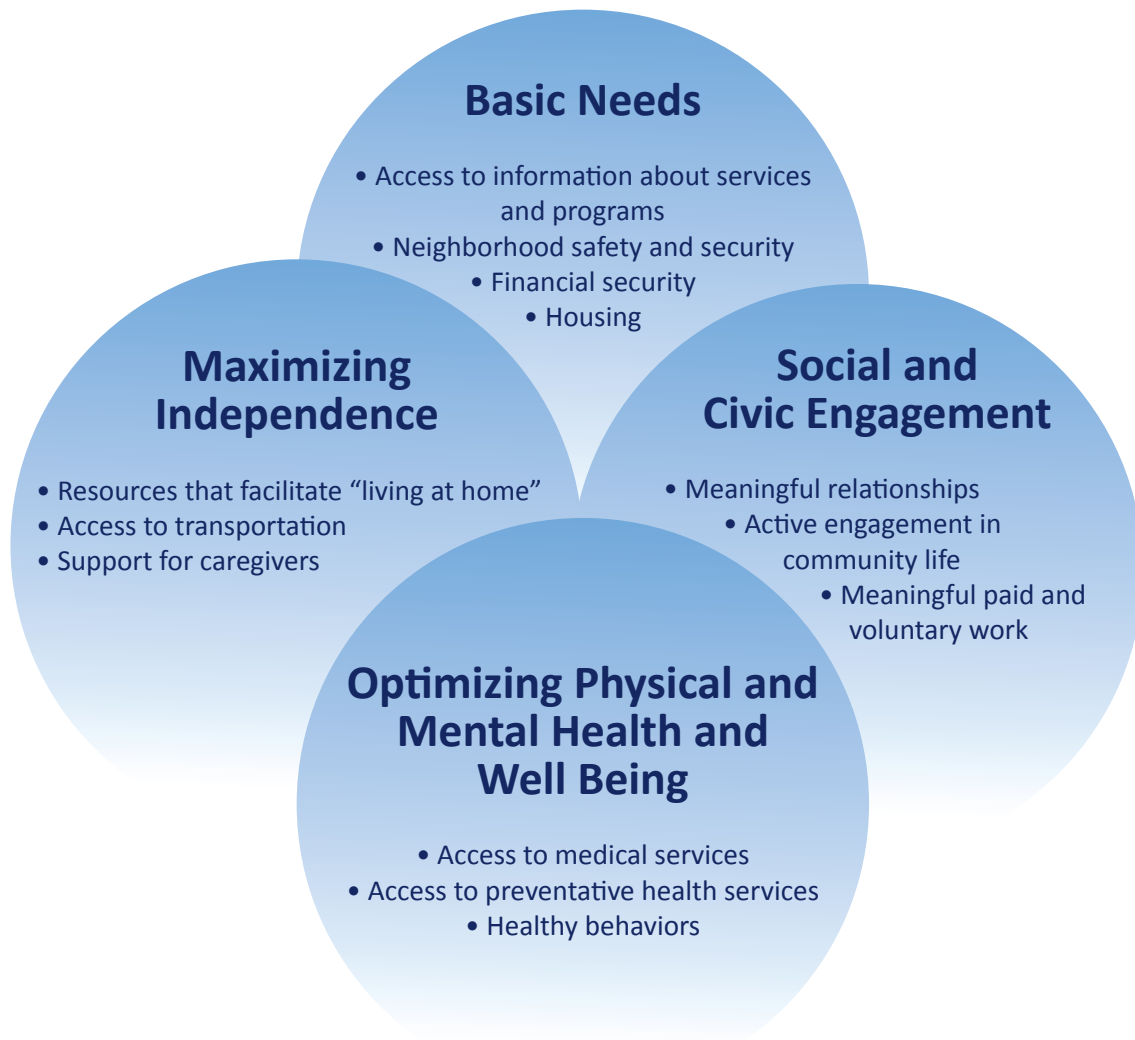 Basic Needs
• Access to information about services
and programs
• Neighborhood safety and security
• Financial security
• Housing
Maximizing
Independence
• Resources that facilitate “living at home”
• Access to transportation
• Support for caregivers
Social and
Civic Engagement
• Meaningful relationships
• Active engagement in
community life
• Meaningful paid and
voluntary work
Optimizing Physical and
Mental Health and
Well Being
• Access to medical services
• Access to preventative health services
• Healthy behaviors